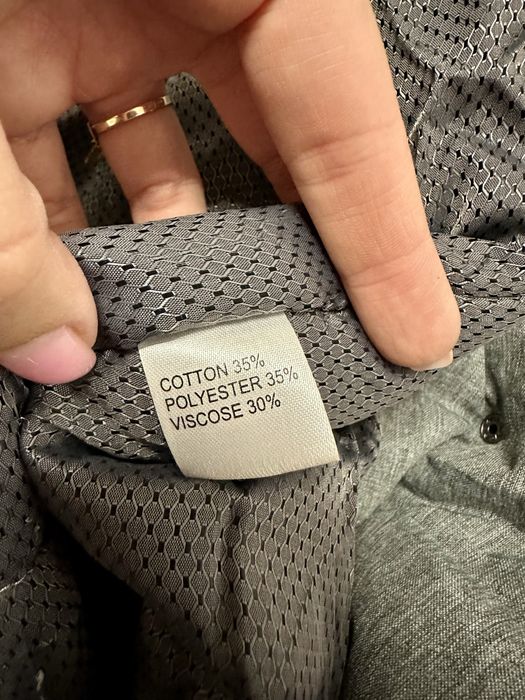 COTTON 35%
POLYESTER 35%
VISCOSE 30%